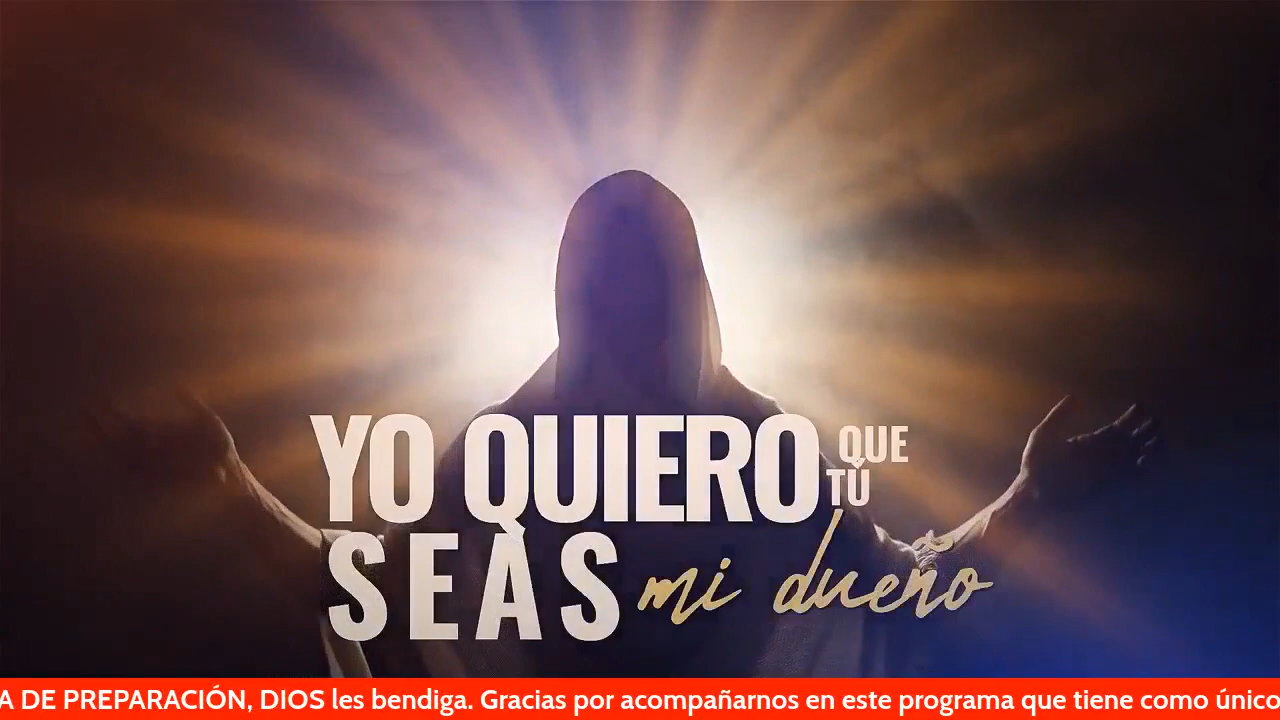 YO QUIERO QUE
TÚ
SEAS mi dueño
A DE PREPARACIÓN, DIOS les bendiga. Gracias por acompañarnos en este programa que tiene como único